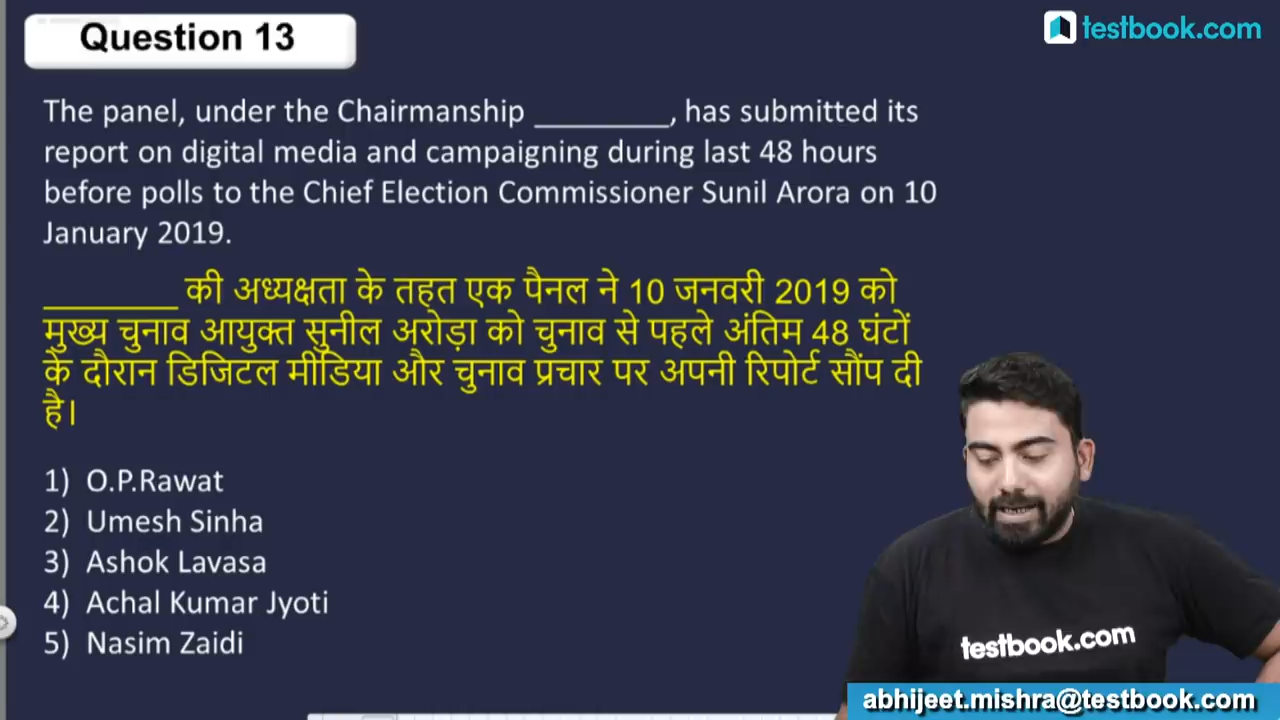 Question 13
testbook.com
The panel, under the Chairmanship ________, has submitted its
report on digital media and campaigning during last 48 hours
before polls to the Chief Election Commissioner Sunil Arora on 10
January 2019.
________ की अध्यक्षता के तहत एक पैनल ने 10 जनवरी 2019 को
मुख्य चुनाव आयुक्त सुनील अरोड़ा को चुनाव से पहले अंतिम 48 घंटों
के दौरान डिजिटल मीडिया और चुनाव प्रचार पर अपनी रिपोर्ट सौंप दी
है।
1) O.P.Rawat
2) Umesh Sinha
3) Ashok Lavasa
4) Achal Kumar Jyoti
5) Nasim Zaidi
testbook.com
abhijeet.mishra@testbook.com